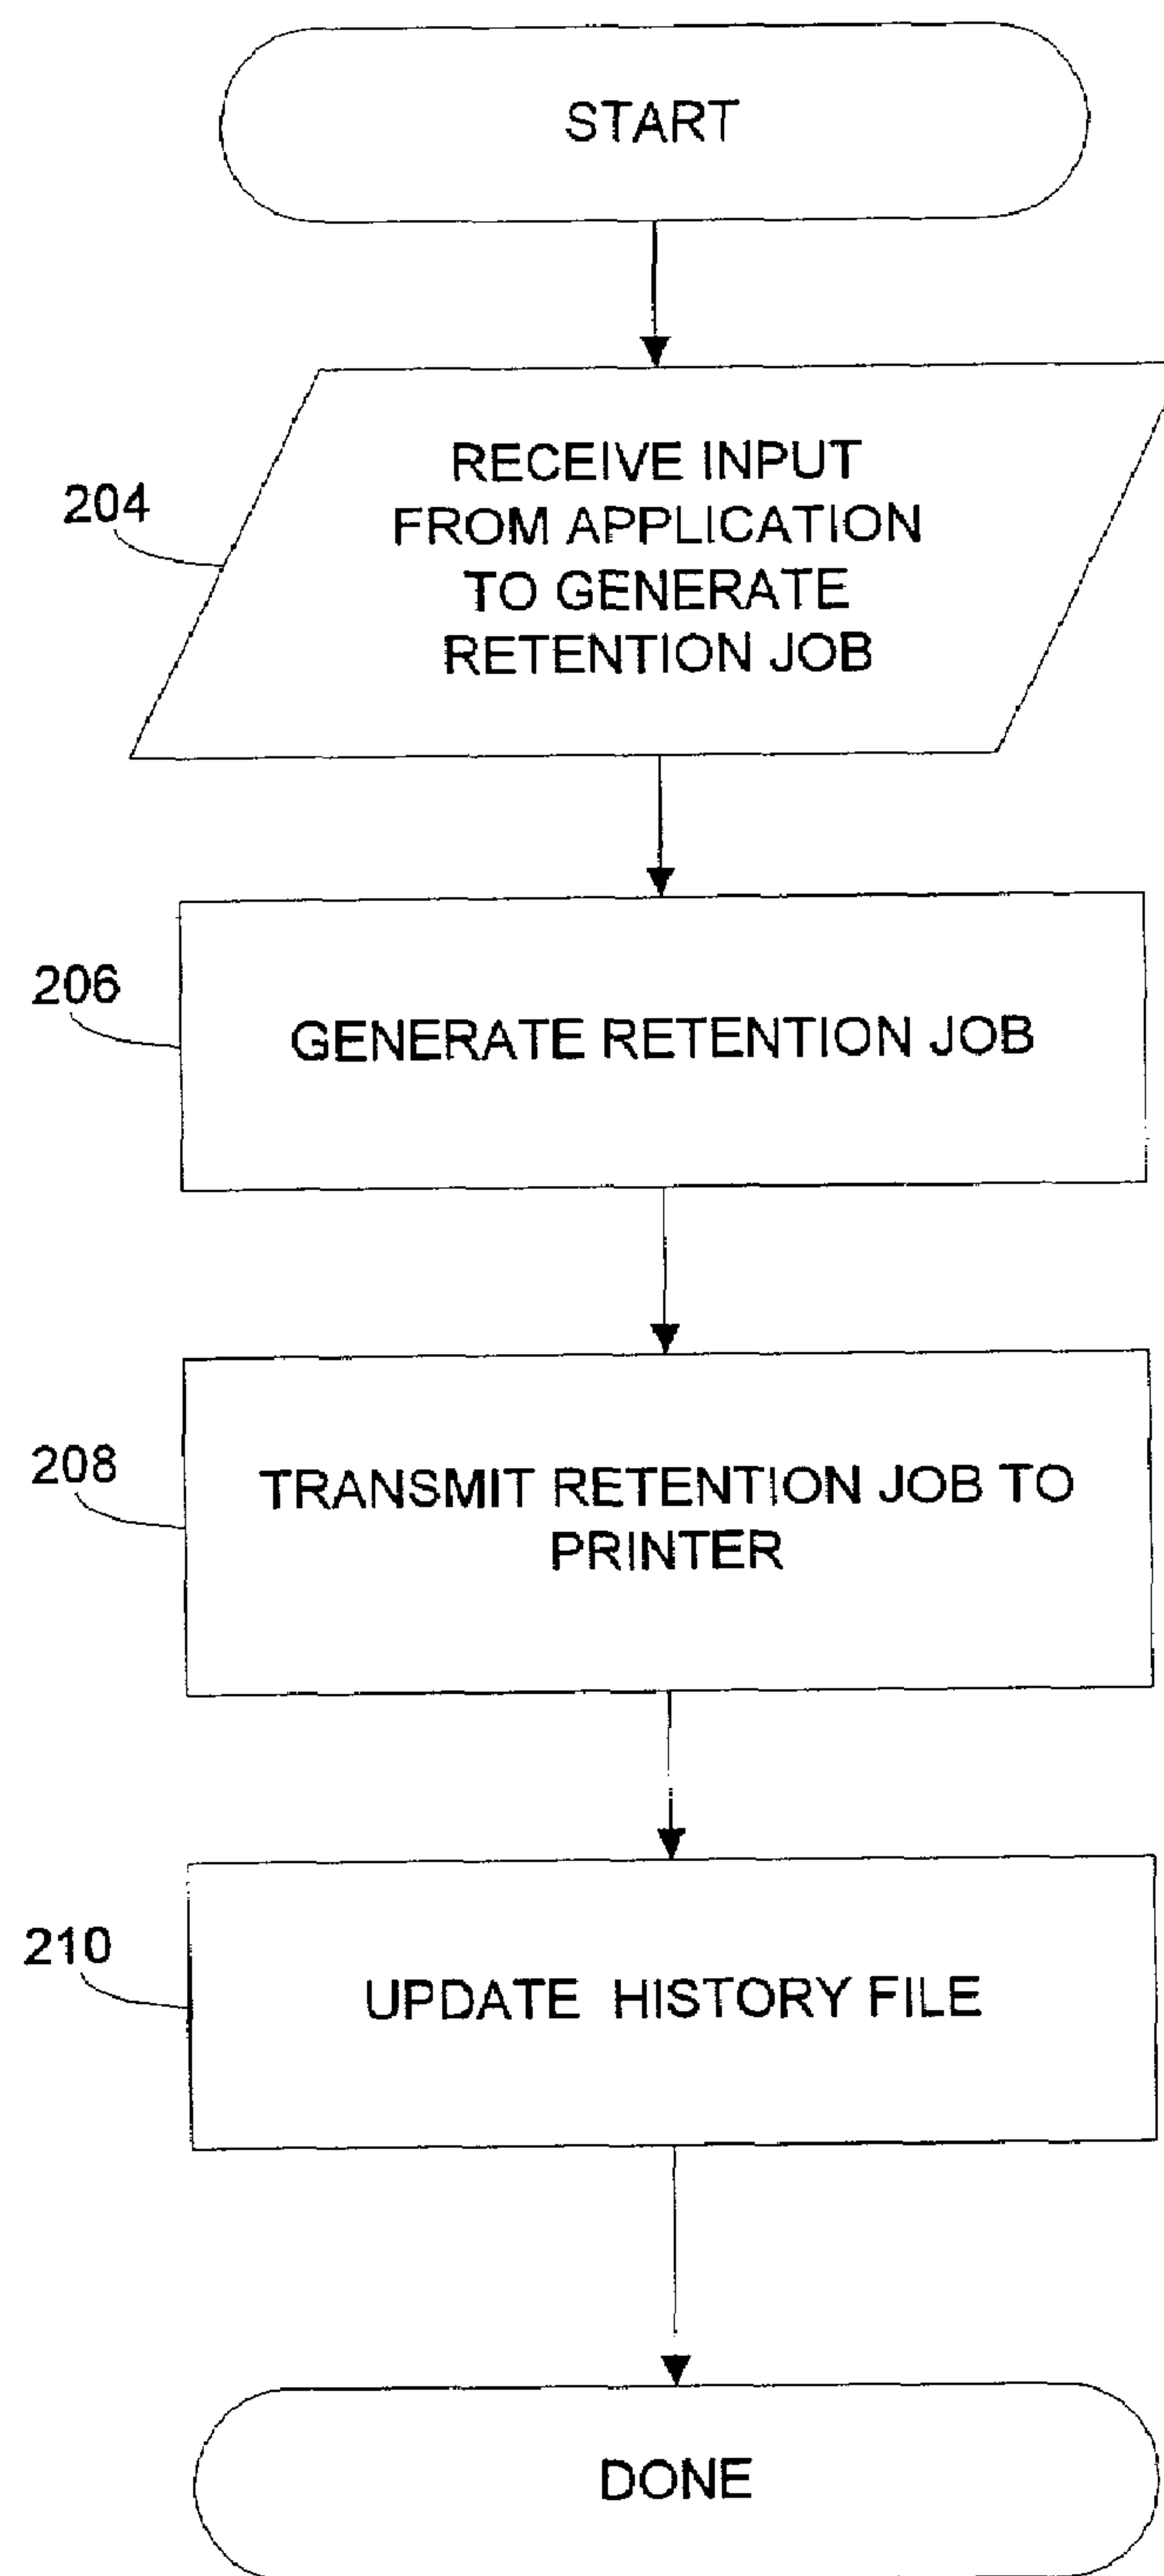 START
204
RECEIVE INPUT
FROM APPLICATION
TO GENERATE
RETENTION JOB
206
GENERATE RETENTION JOB
208
TRANSMIT RETENTION JOB TO
PRINTER
210
UPDATE HISTORY FILE
DONE